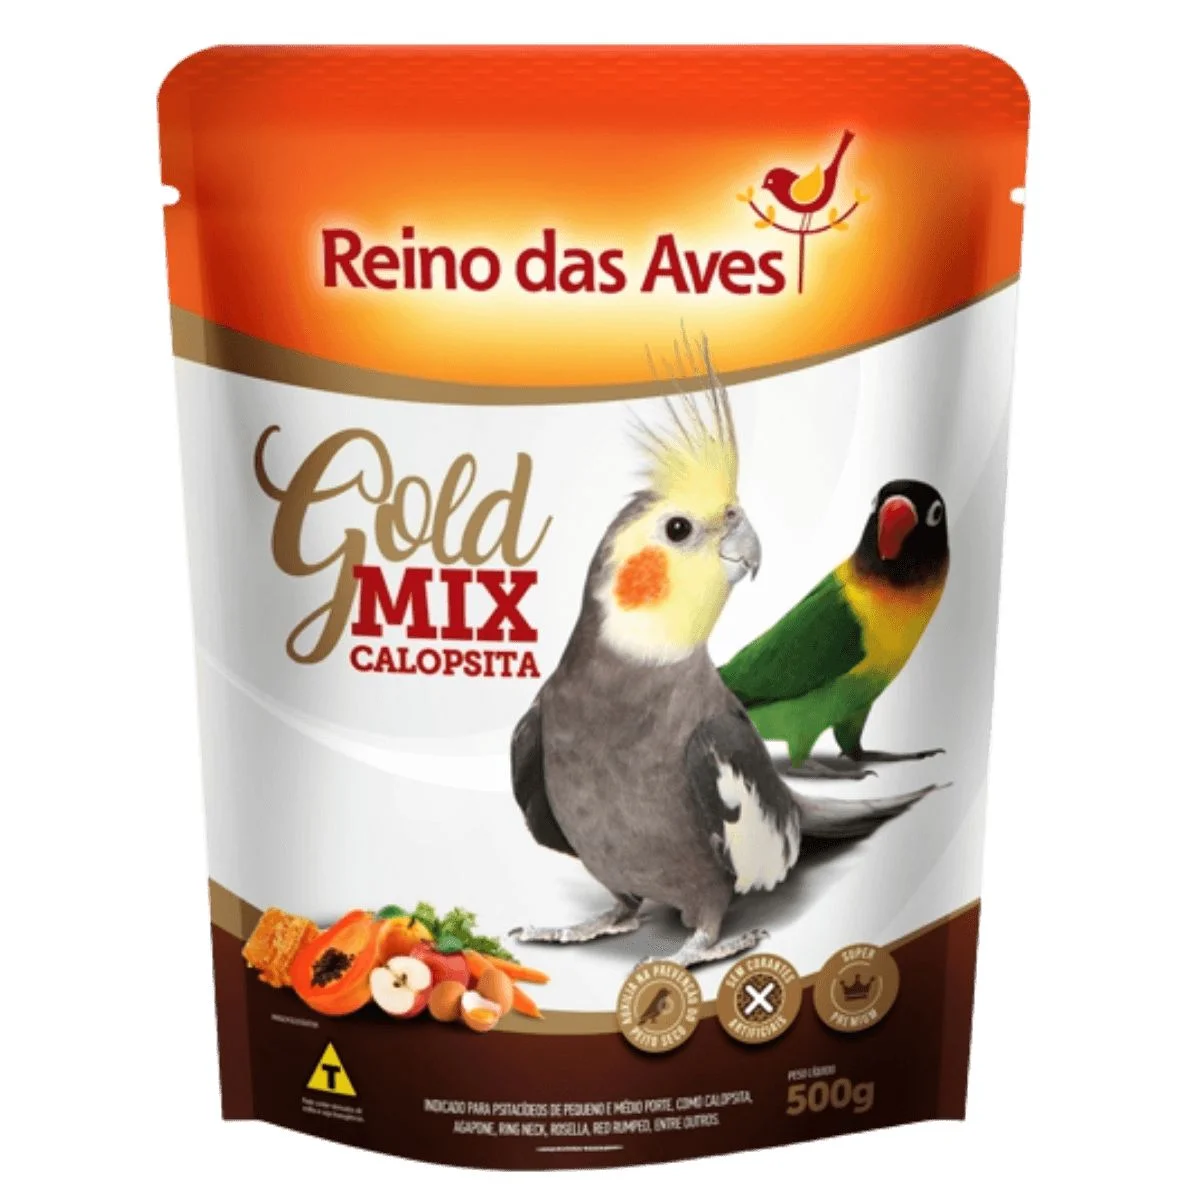 Reino das Aves
Gold
MIX
CALOPSITA
AUXILIA NA PREVENÇÃO DO
PEITO SECO
SEM CORANTES
ARTIFICIAIS
SUPER
PREMIUM
T
PESO LÍQUIDO
500g
INDICADO PARA PSITACÍDEOS DE PEQUENO E MÉDIO PORTE, COMO CALOPSITA,
AGAPONE, RING NECK, ROSELLA, RED RUMPED, ENTRE OUTROS.